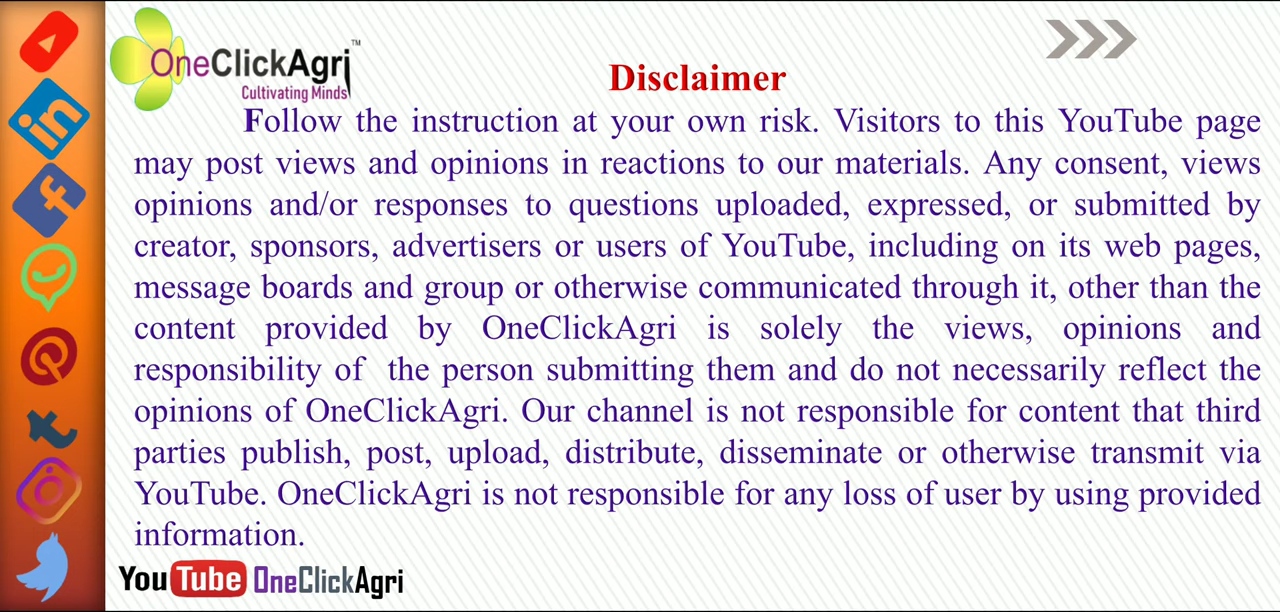 OneClickAgri™
Cultivating Minds
Disclaimer
Follow the instruction at your own risk. Visitors to this YouTube page
may post views and opinions in reactions to our materials. Any consent, views
opinions and/or responses to questions uploaded, expressed, or submitted by
creator, sponsors, advertisers or users of YouTube, including on its web pages,
message boards and group or otherwise communicated through it, other than the
content provided by OneClickAgri is solely the views, opinions and
responsibility of the person submitting them and do not necessarily reflect the
opinions of OneClickAgri. Our channel is not responsible for content that third
parties publish, post, upload, distribute, disseminate or otherwise transmit via
YouTube. OneClickAgri is not responsible for any loss of user by using provided
information.
YouTube OneClickAgri